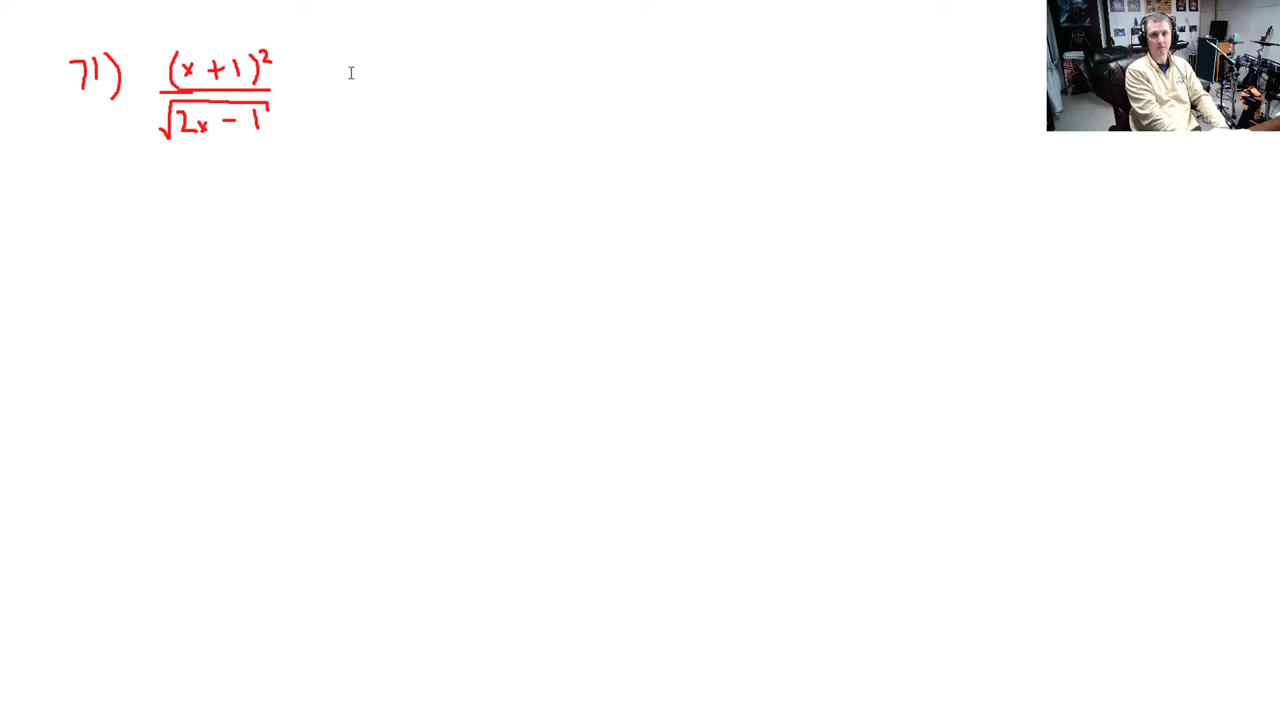 71) (x + 1)²
√2x - 1